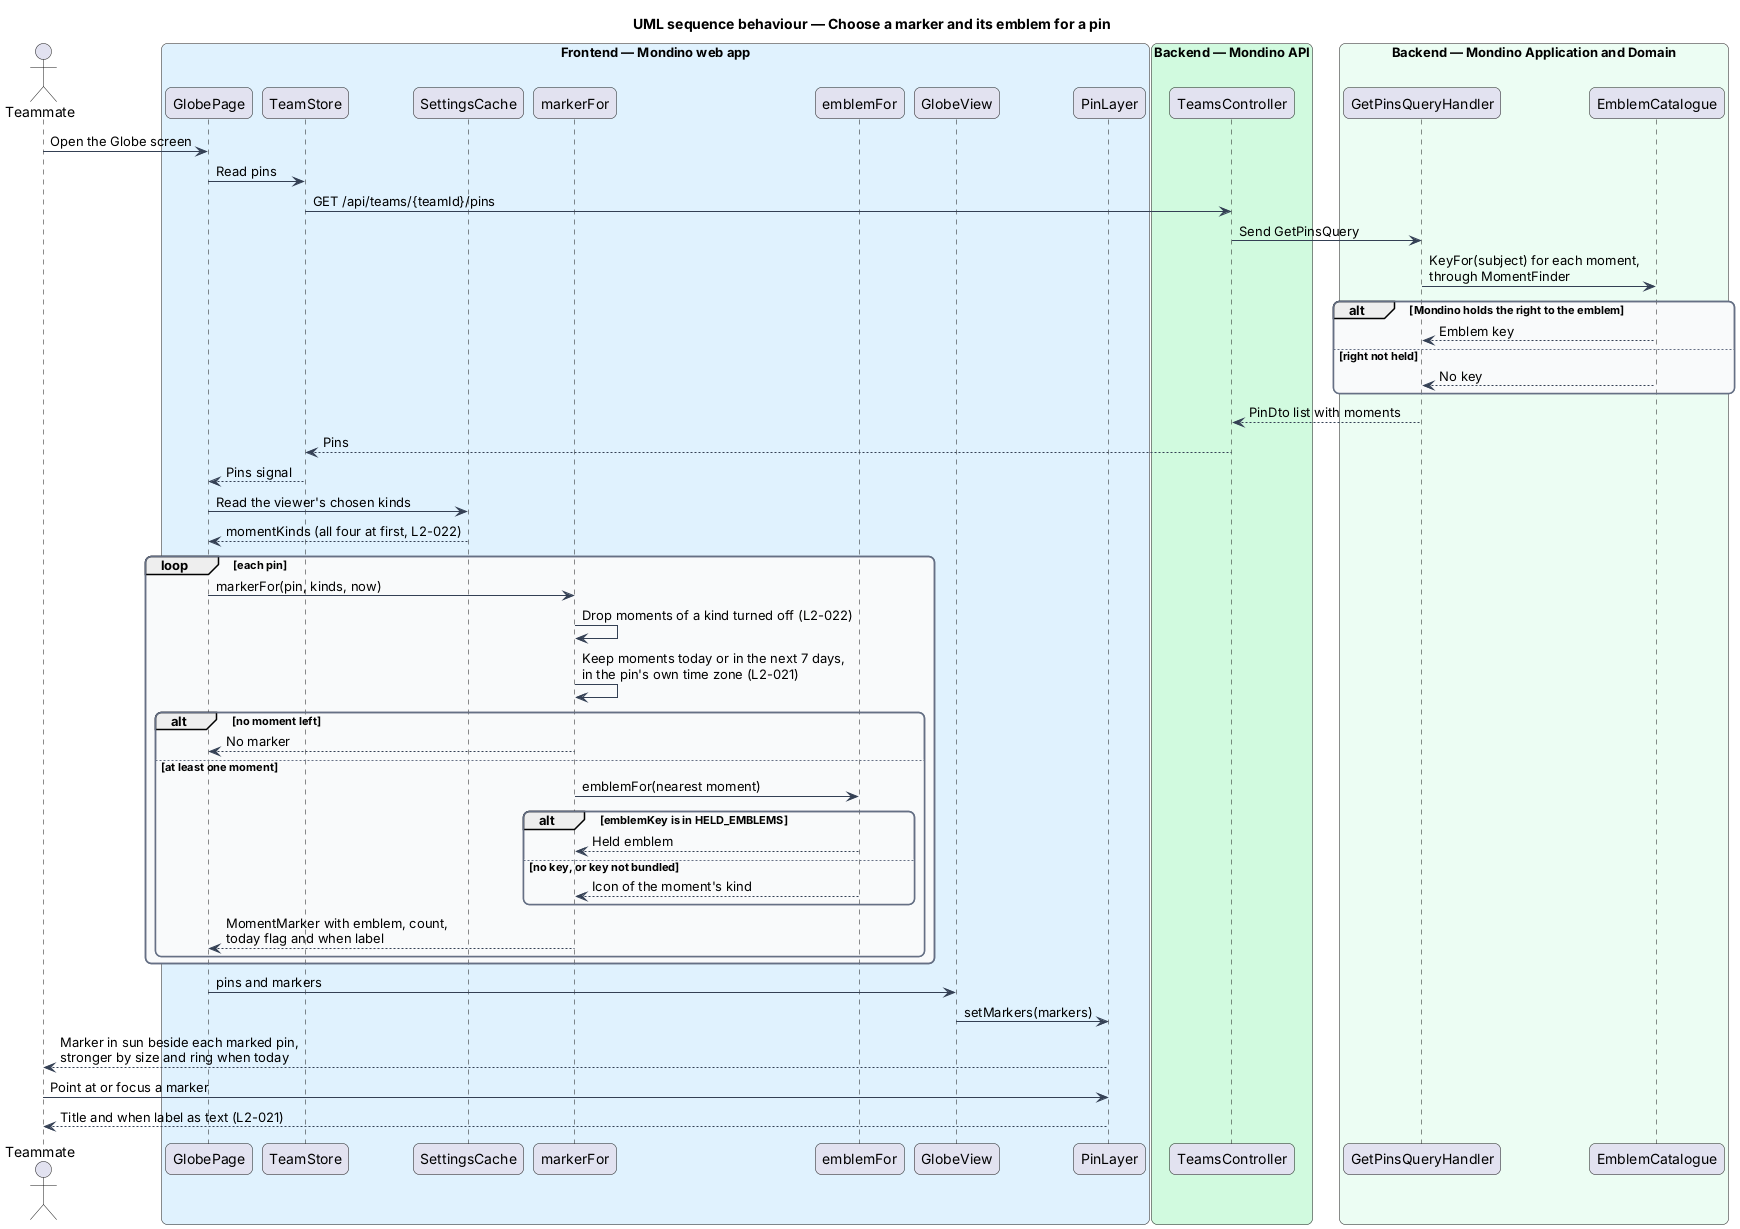 UML sequence behaviour — Choose a marker and its emblem for a pin
Frontend — Mondino web app
Backend — Mondino API
Backend — Mondino Application and Domain
Teammate
GlobePage
TeamStore
SettingsCache
markerFor
emblemFor
GlobeView
PinLayer
TeamsController
GetPinsQueryHandler
EmblemCatalogue
Open the Globe screen
Read pins
GET /api/teams/{teamId}/pins
Send GetPinsQuery
KeyFor(subject) for each moment,
through MomentFinder
alt [Mondino holds the right to the emblem]
Emblem key
[right not held]
No key
PinDto list with moments
Pins
Pins signal
Read the viewer's chosen kinds
momentKinds (all four at first, L2-022)
loop [each pin]
markerFor(pin, kinds, now)
Drop moments of a kind turned off (L2-022)
Keep moments today or in the next 7 days,
in the pin's own time zone (L2-021)
alt [no moment left]
No marker
[at least one moment]
emblemFor(nearest moment)
alt [emblemKey is in HELD_EMBLEMS]
Held emblem
[no key, or key not bundled]
Icon of the moment's kind
MomentMarker with emblem, count,
today flag and when label
pins and markers
setMarkers(markers)
Marker in sun beside each marked pin,
stronger by size and ring when today
Point at or focus a marker
Title and when label as text (L2-021)
Teammate
GlobePage
TeamStore
SettingsCache
markerFor
emblemFor
GlobeView
PinLayer
TeamsController
GetPinsQueryHandler
EmblemCatalogue